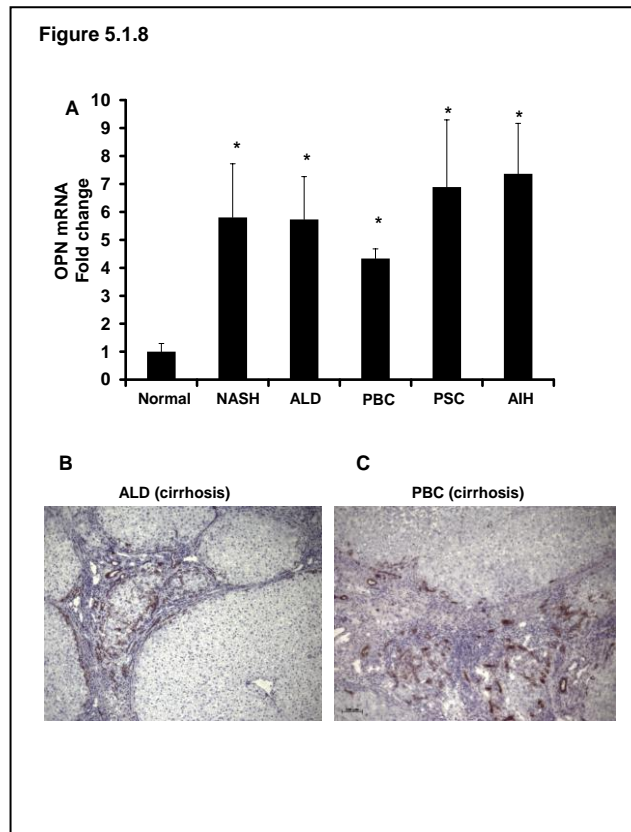 Figure 5.1.8
A
10
9
8
7
6
5
4
3
2
1
0
OPN mRNA
Fold change
*
*
*
*
*
Normal NASH ALD PBC PSC AIH
B C
ALD (cirrhosis) PBC (cirrhosis)